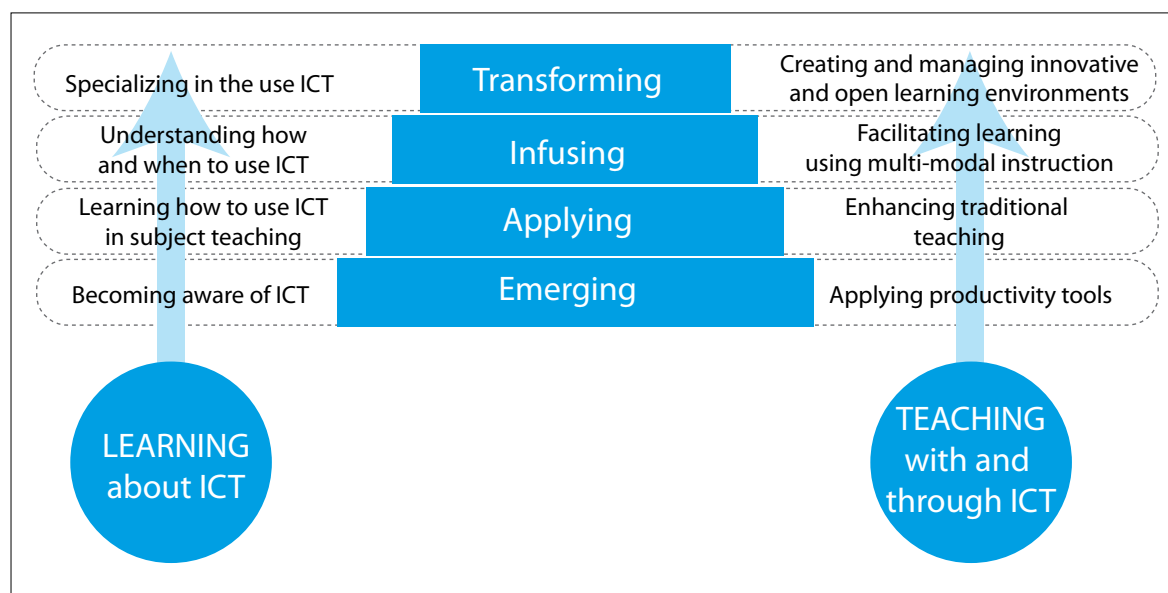 Specializing in the use ICT
Transforming
Creating and managing innovative
and open learning environments
Understanding how
and when to use ICT
Infusing
Facilitating learning
using multi-modal instruction
Learning how to use ICT
in subject teaching
Applying
Enhancing traditional
teaching
Becoming aware of ICT
Emerging
Applying productivity tools
LEARNING
about ICT
TEACHING
with and
through ICT